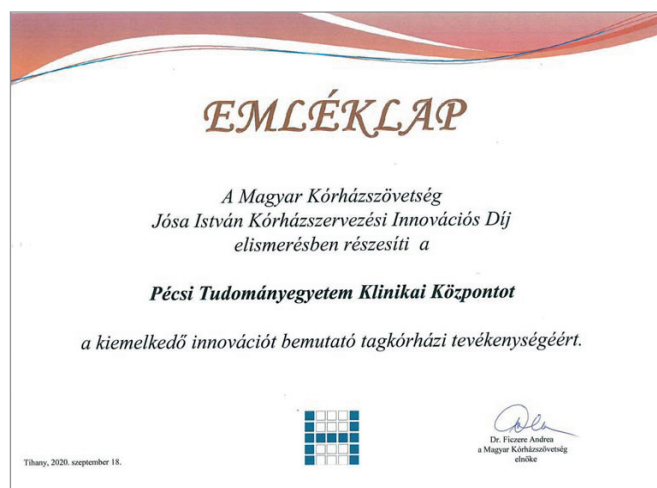 EMLÉKLAP
A Magyar Kórházszövetség
Jósa István Kórházszervezési Innovációs Díj
elismerésben részesíti a
Pécsi Tudományegyetem Klinikai Központot
a kiemelkedő innovációt bemutató tagkórházi tevékenységéért.
Dr. Ficzere Andrea
a Magyar Kórházszövetség
elnöke
Tihany, 2020. szeptember 18.